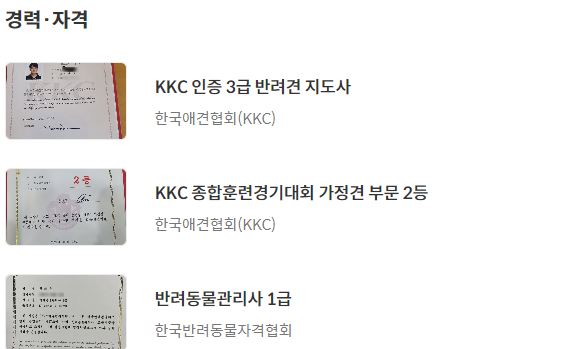 경력·자격
KKC 인증 3급 반려견 지도사
한국애견협회(KKC)
2등
KKC 종합훈련경기대회 가정견 부문 2등
한국애견협회(KKC)
반려동물관리사 1급
한국반려동물자격협회